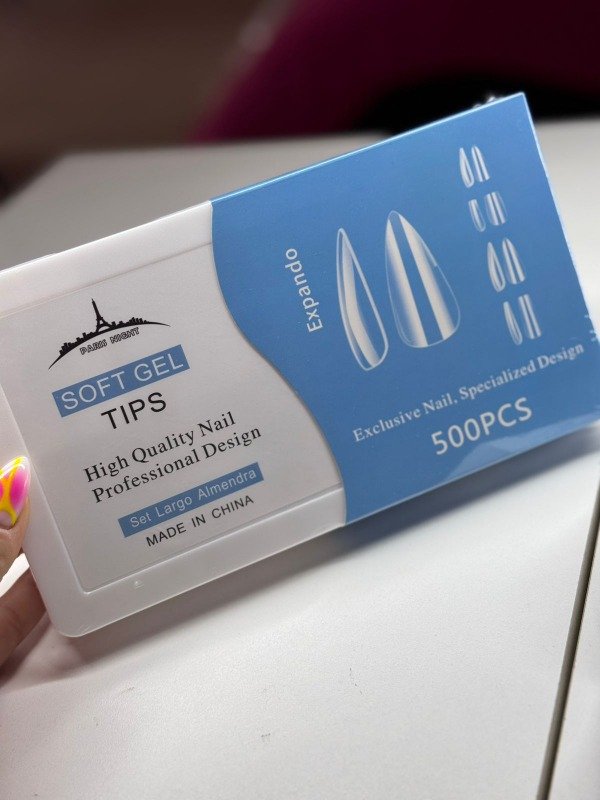 PARIS NIGHT
SOFT GEL
TIPS
High Quality Nail
Professional Design
Set Largo Almendra
MADE IN CHINA
Expando
Exclusive Nail. Specialized Design
500PCS